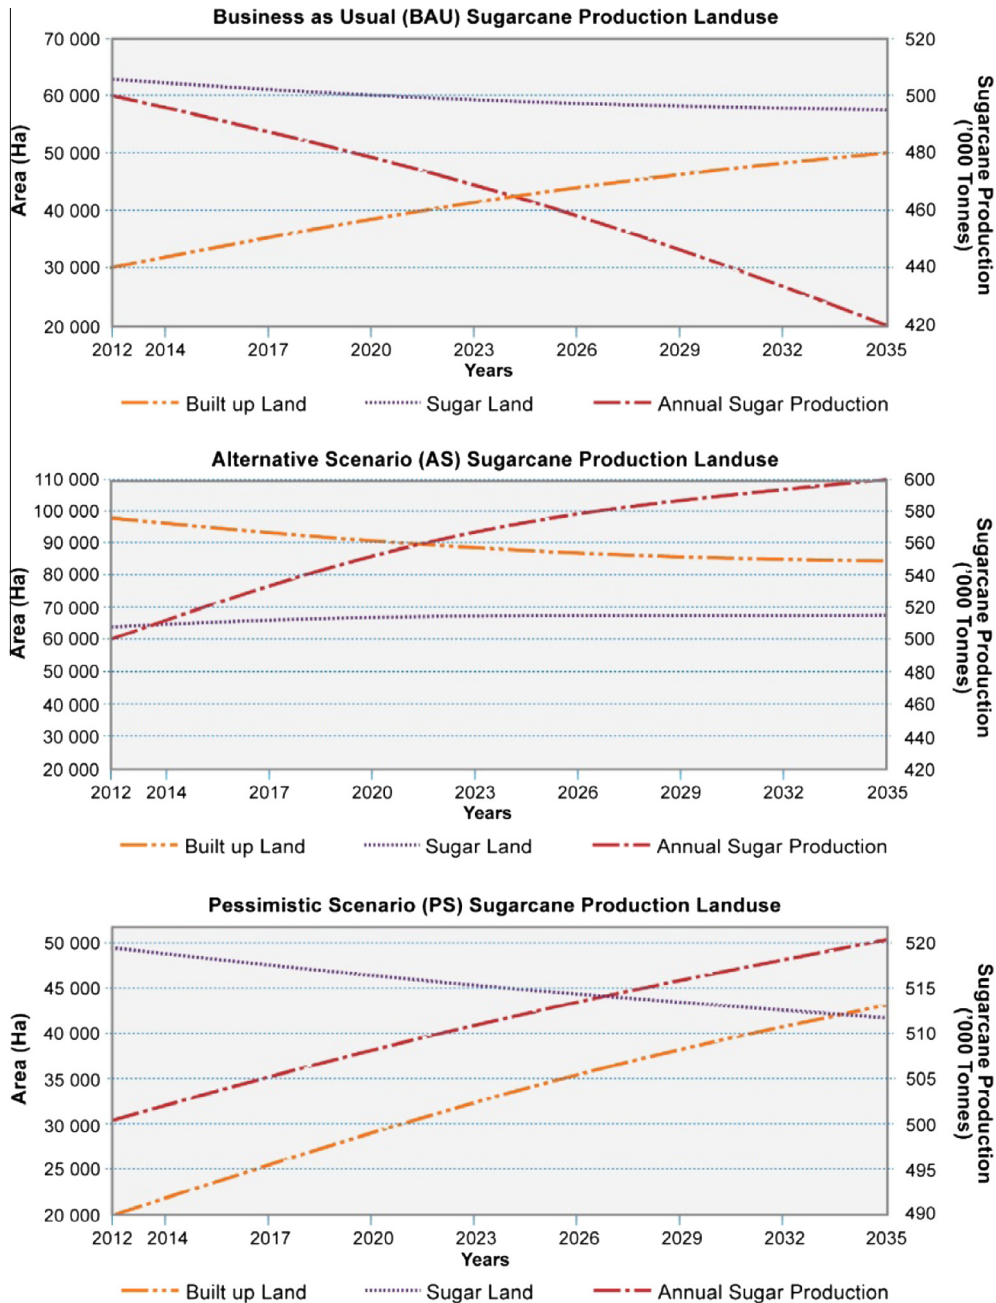 Business as Usual (BAU) Sugarcane Production Landuse
70 000
60 000
50 000
40 000
30 000
20 000
Area (Ha)
520
500
480
460
440
420
Sugarcane Production
('000 Tonnes)
2012 2014 2017 2020 2023 2026 2029 2032 2035
Years
Built up Land Sugar Land Annual Sugar Production
Alternative Scenario (AS) Sugarcane Production Landuse
110 000
100 000
90 000
80 000
70 000
60 000
50 000
40 000
30 000
20 000
Area (Ha)
600
580
560
540
520
500
480
460
440
420
Sugarcane Production
('000 Tonnes)
2012 2014 2017 2020 2023 2026 2029 2032 2035
Years
Built up Land Sugar Land Annual Sugar Production
Pessimistic Scenario (PS) Sugarcane Production Landuse
50 000
45 000
40 000
35 000
30 000
25 000
20 000
Area (Ha)
520
515
510
505
500
495
490
Sugarcane Production
('000 Tonnes)
2012 2014 2017 2020 2023 2026 2029 2032 2035
Years
Built up Land Sugar Land Annual Sugar Production